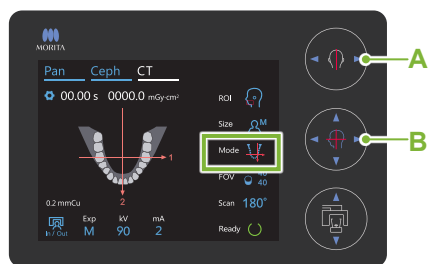 MORITA
Pan Ceph CT
00.00 s 0000.0 mGy·cm²
ROI
Size M
Mode
1
FOV 40
40
2
0.2 mmCu
Scan 180°
Exp kV mA
In / Out M 90 2
Ready
A
B